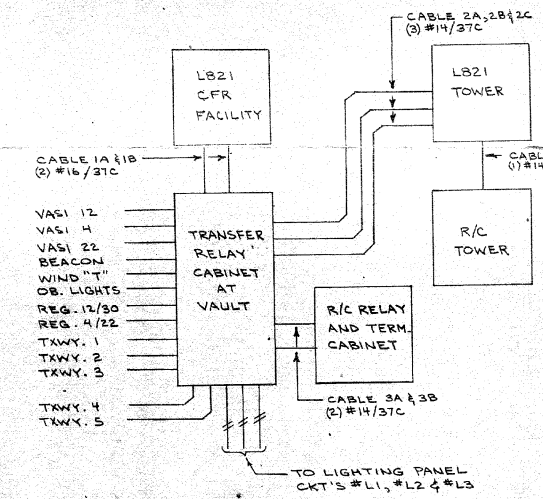 CABLE 2A, 2B & 2C
(3) #14/37C
L821
CFR
FACILITY
L821
TOWER
CABLE 1A & 1B
(2) #16/37C
CABL
(1) #14
R/C
TOWER
TRANSFER
RELAY
CABINET
AT
VAULT
VASI 12
VASI 4
VASI 22
BEACON
WIND "T"
OB. LIGHTS
REG. 12/30
REG. 4/22
TXWY. 1
TXWY. 2
TXWY. 3
TXWY. 4
TXWY. 5
R/C RELAY
AND TERM.
CABINET
CABLE 3A & 3B
(2) #14/37C
TO LIGHTING PANEL
CKT'S #L1, #L2 & #L3